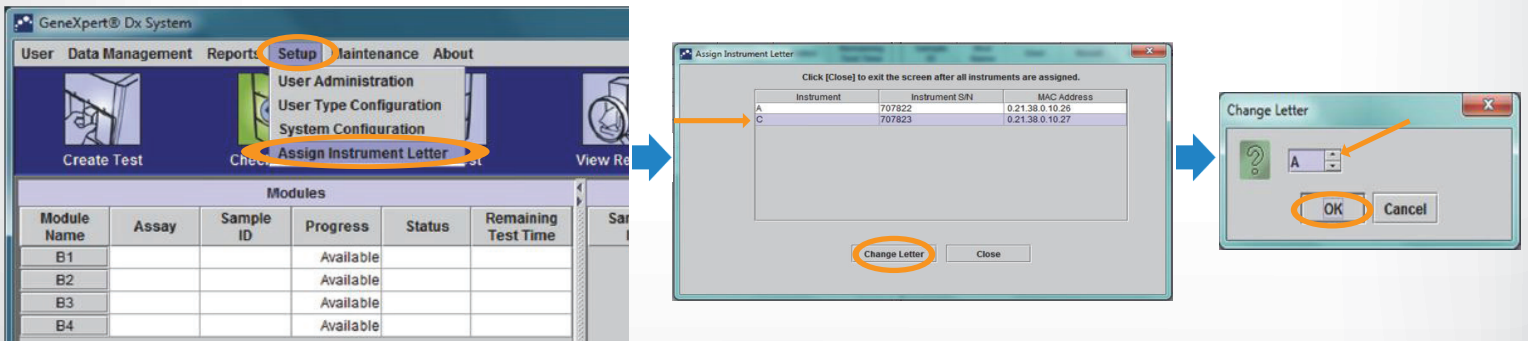 GeneXpert® Dx System
User Data Management Reports Setup Maintenance About
User Administration
User Type Configuration
System Configuration
Assign Instrument Letter
Create Test
View Re
Modules
Module Name Assay Sample ID Progress Status Remaining Test Time
B1 Available
B2 Available
B3 Available
B4 Available
Assign Instrument Letter
Click [Close] to exit the screen after all instruments are assigned.
Instrument Instrument S/N MAC Address
A 707822 0.21.38.0.10.26
C 707823 0.21.38.0.10.27
Change Letter Close
Change Letter
A
OK Cancel